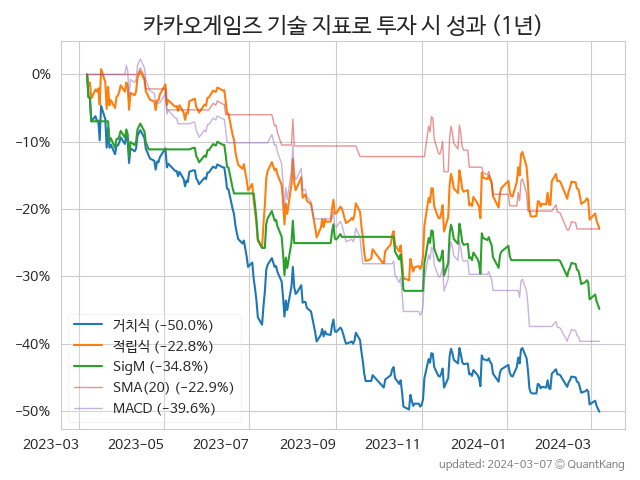 카카오게임즈 기술 지표로 투자 시 성과 (1년)
0%
−10%
−20%
−30%
−40%
−50%
거치식 (−50.0%)
적립식 (−22.8%)
SigM (−34.8%)
SMA(20) (−22.9%)
MACD (−39.6%)
2023−03 2023−05 2023−07 2023−09 2023−11 2024−01 2024−03
updated: 2024−03−07 © QuantKang